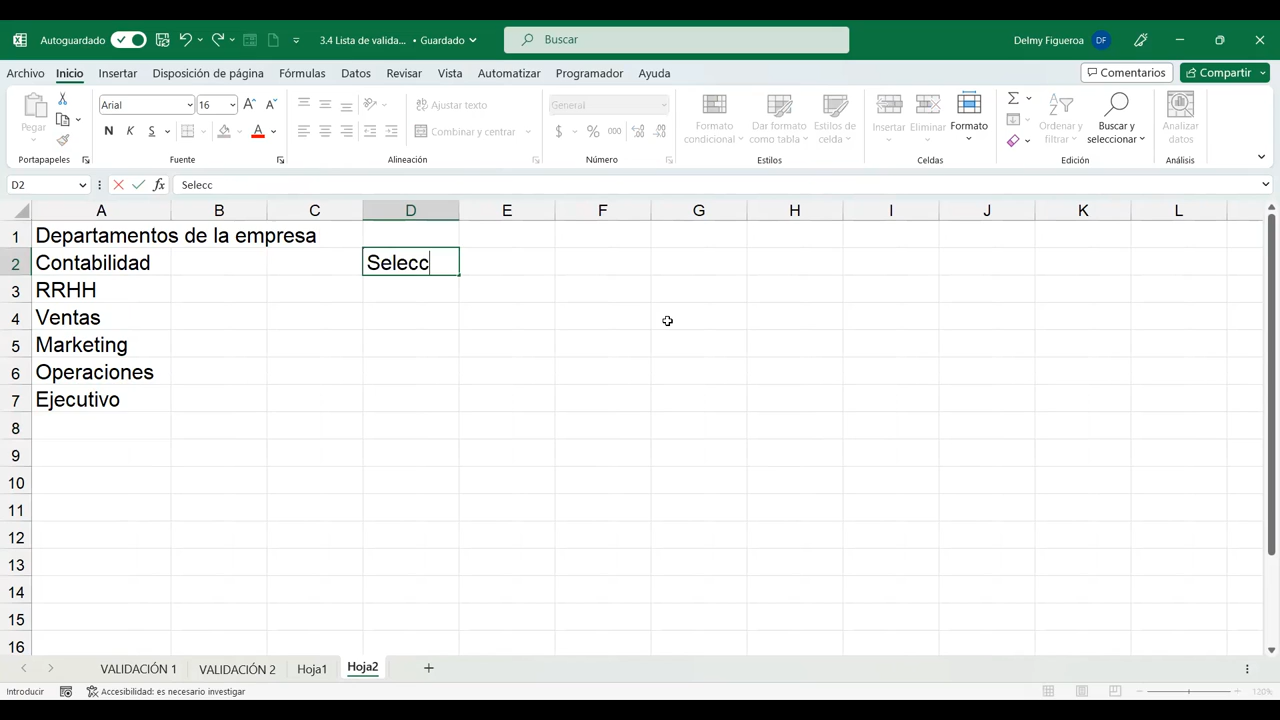 Autoguardado 3.4 Lista de valida... • Guardado Buscar Delmy Figueroa DF
Archivo Inicio Insertar Disposición de página Fórmulas Datos Revisar Vista Automatizar Programador Ayuda Comentarios Compartir
Pegar
Portapapeles
Arial 16
N K S
Fuente
Ajustar texto
Combinar y centrar
Alineación
General
$ % 000
Número
Formato condicional
Dar formato como tabla
Estilos de celda
Estilos
Insertar Eliminar Formato
Celdas
Ordenar y filtrar
Buscar y seleccionar
Edición
Analizar datos
Análisis
D2 fx Selecc
A B C D E F G H I J K L
1 Departamentos de la empresa
2 Contabilidad Selecc
3 RRHH
4 Ventas
5 Marketing
6 Operaciones
7 Ejecutivo
8
9
10
11
12
13
14
15
16
VALIDACIÓN 1 VALIDACIÓN 2 Hoja1 Hoja2
Introducir Accesibilidad: es necesario investigar 120%